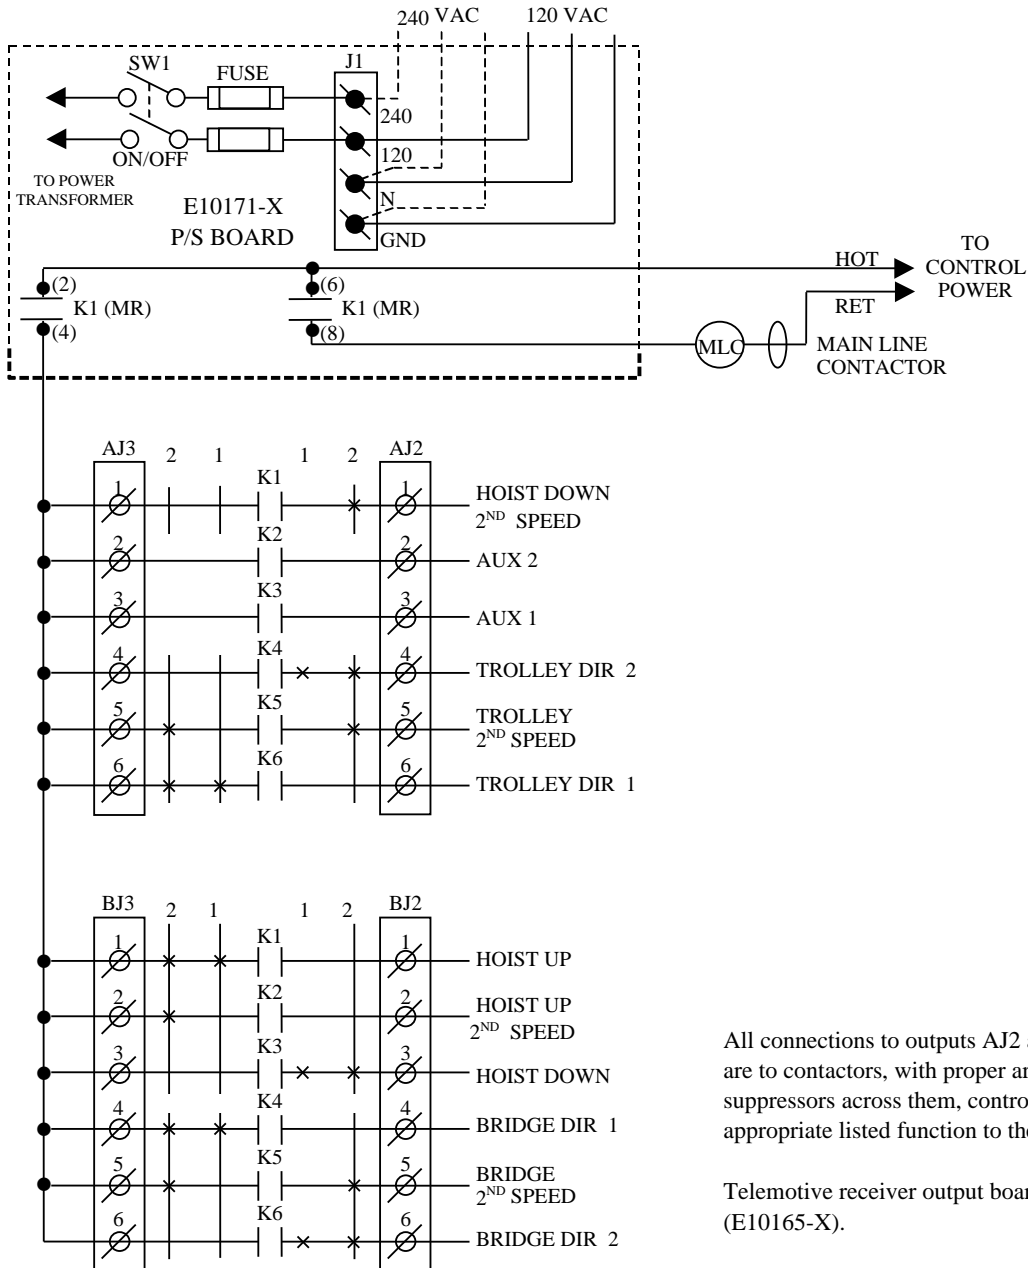 240 VAC 120 VAC
SW1 FUSE J1
240
120
N
GND
ON/OFF
TO POWER
TRANSFORMER
E10171-X
P/S BOARD
HOT
RET
TO
CONTROL
POWER
(2) (6)
K1 (MR) K1 (MR)
(4) (8)
MLC
MAIN LINE
CONTACTOR
AJ3 2 1 1 2 AJ2
1 K1 1 HOIST DOWN
2ND SPEED
2 K2 2 AUX 2
3 K3 3 AUX 1
4 K4 4 TROLLEY DIR 2
5 K5 5 TROLLEY
2ND SPEED
6 K6 6 TROLLEY DIR 1
BJ3 2 1 1 2 BJ2
1 K1 1 HOIST UP
2 K2 2 HOIST UP
2ND SPEED
3 K3 3 HOIST DOWN
4 K4 4 BRIDGE DIR 1
5 K5 5 BRIDGE
2ND SPEED
6 K6 6 BRIDGE DIR 2
All connections to outputs AJ2
are to contactors, with proper
suppressors across them,
appropriate listed function to
Telemotive receiver output
(E10165-X).